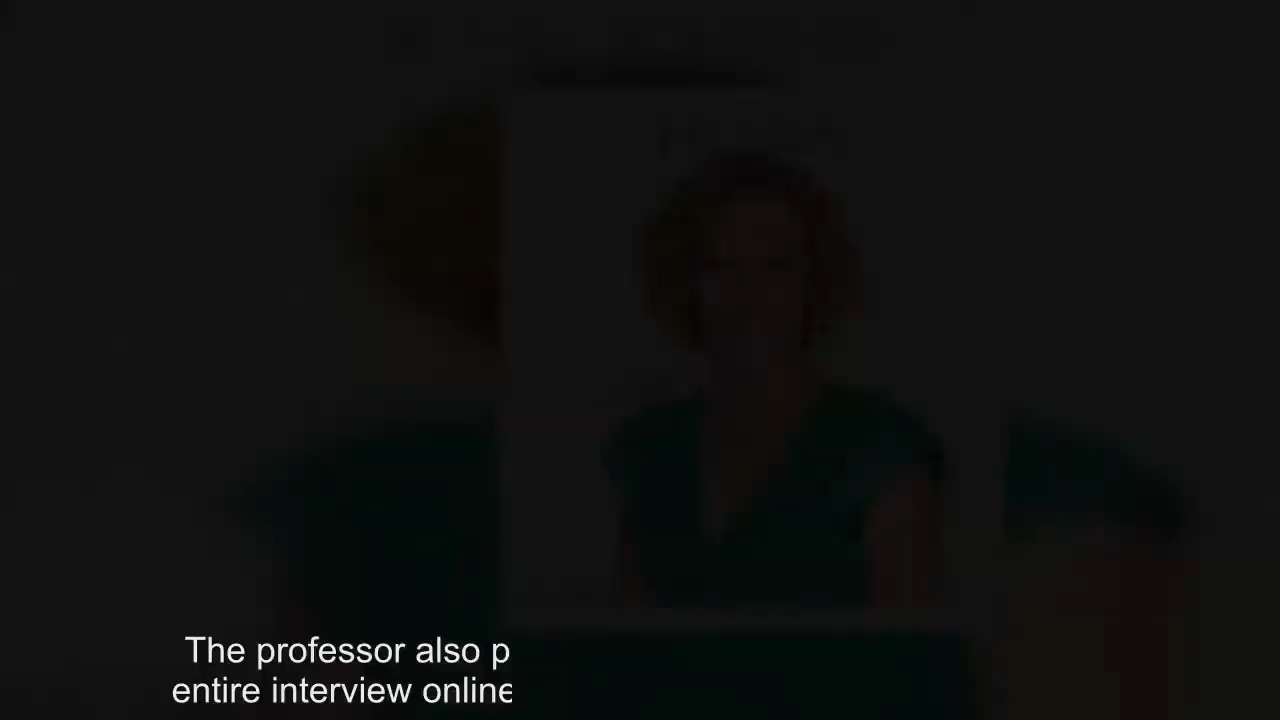 The professor also p
entire interview online